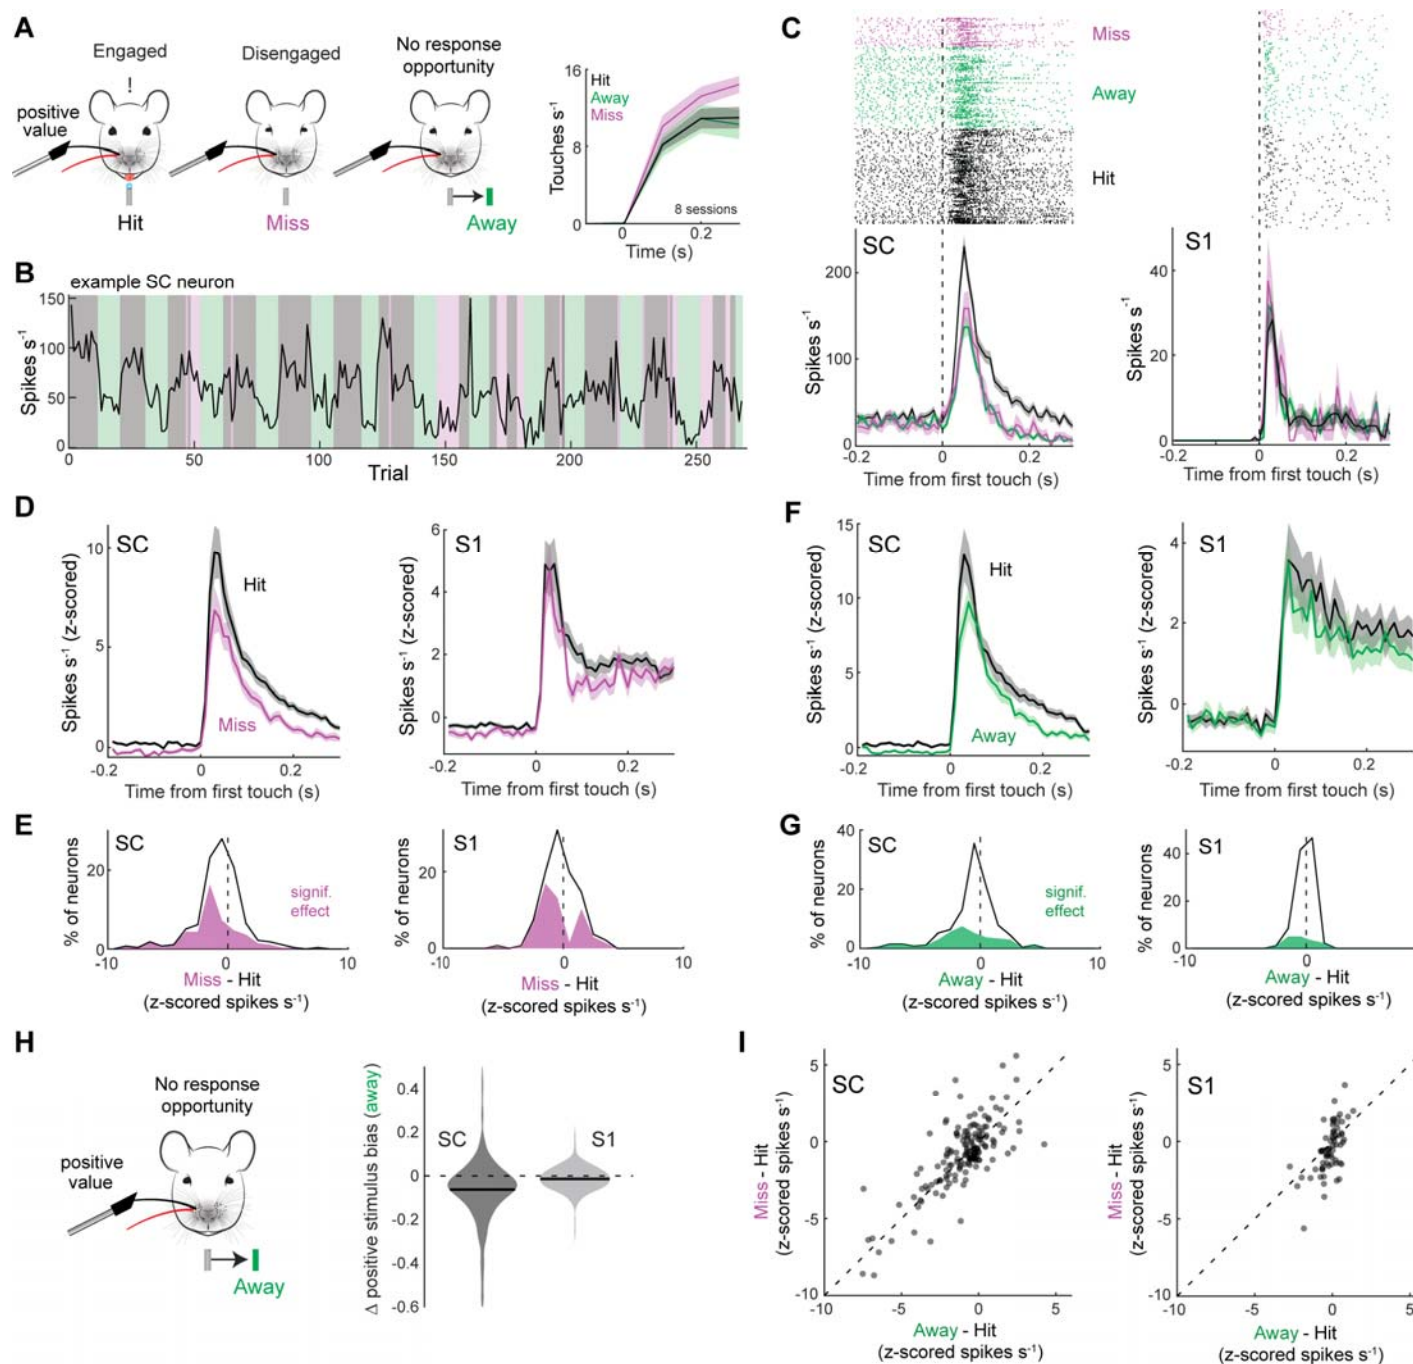 A
Engaged
!
positive
value
Hit
Disengaged
Miss
No response
opportunity
Away
16
8
0
Touches s⁻¹
Hit
Away
Miss
8 sessions
0
0.2
Time (s)
B
example SC neuron
150
100
50
0
Spikes s⁻¹
0
50
100
150
200
250
Trial
C
Miss
Away
Hit
SC
200
100
0
Spikes s⁻¹
-0.2
0
0.2
Time from first touch (s)
S1
40
20
0
Spikes s⁻¹
-0.2
0
0.2
Time from first touch (s)
D
SC
10
5
0
Spikes s⁻¹ (z-scored)
Hit
Miss
-0.2
0
0.2
Time from first touch (s)
S1
6
4
2
0
Spikes s⁻¹ (z-scored)
-0.2
0
0.2
Time from first touch (s)
E
SC
20
0
% of neurons
signif.
effect
-10
0
10
Miss - Hit
(z-scored spikes s⁻¹)
S1
20
0
% of neurons
-10
0
10
Miss - Hit
(z-scored spikes s⁻¹)
F
SC
15
10
5
0
Spikes s⁻¹ (z-scored)
Hit
Away
-0.2
0
0.2
Time from first touch (s)
S1
4
2
0
Spikes s⁻¹ (z-scored)
-0.2
-0.1
0
0.2
Time from first touch (s)
G
SC
40
20
0
% of neurons
signif.
effect
-10
0
10
Away - Hit
(z-scored spikes s⁻¹)
S1
40
20
0
% of neurons
-10
0
10
Away - Hit
(z-scored spikes s⁻¹)
H
No response
opportunity
positive
value
Away
Δ positive stimulus bias (away)
0.4
0.2
0
-0.2
-0.4
-0.6
SC
S1
I
SC
5
0
-5
-10
Miss - Hit
(z-scored spikes s⁻¹)
-10
-5
0
5
Away - Hit
(z-scored spikes s⁻¹)
S1
5
0
-5
-10
Miss - Hit
(z-scored spikes s⁻¹)
-10
-5
0
5
Away - Hit
(z-scored spikes s⁻¹)